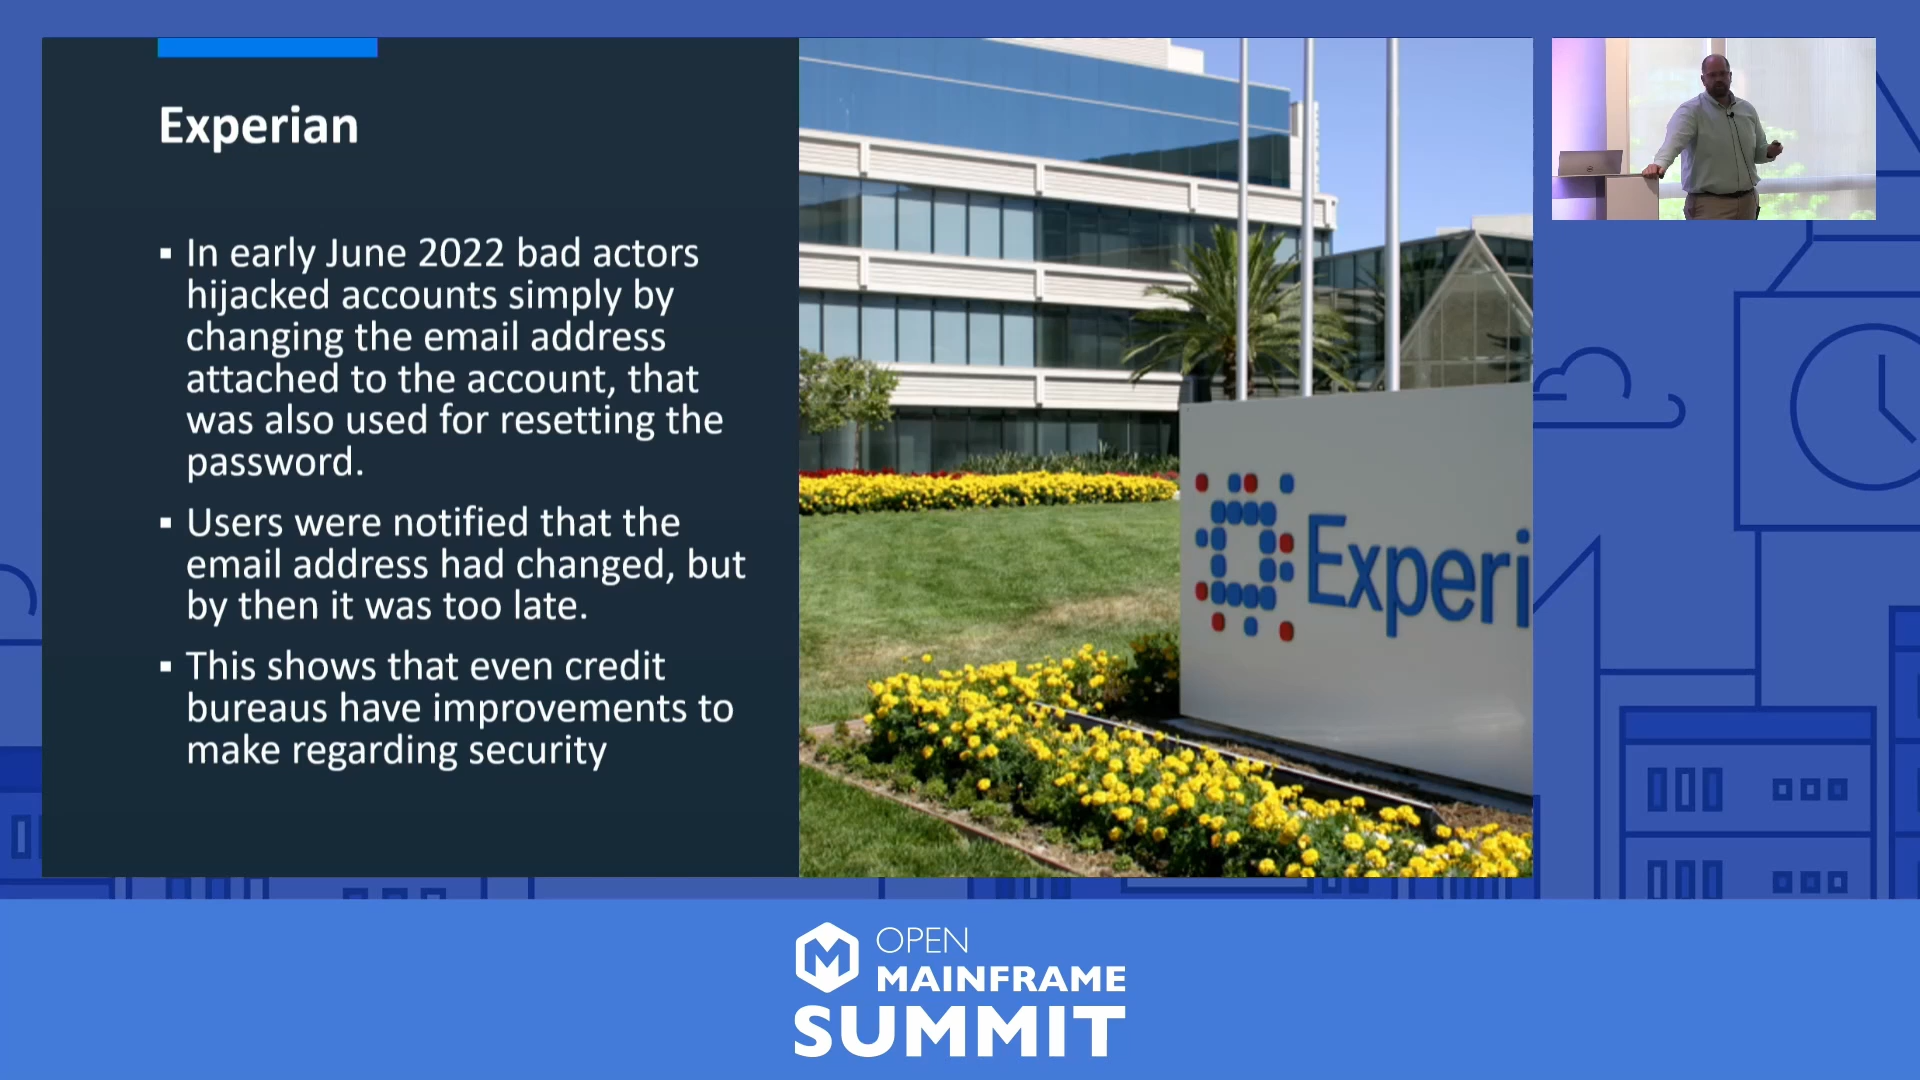 Experian
▪ In early June 2022 bad actors
hijacked accounts simply by
changing the email address
attached to the account, that
was also used for resetting the
password.
▪ Users were notified that the
email address had changed, but
by then it was too late.
▪ This shows that even credit
bureaus have improvements to
make regarding security
Experi
OPEN
MAINFRAME
SUMMIT